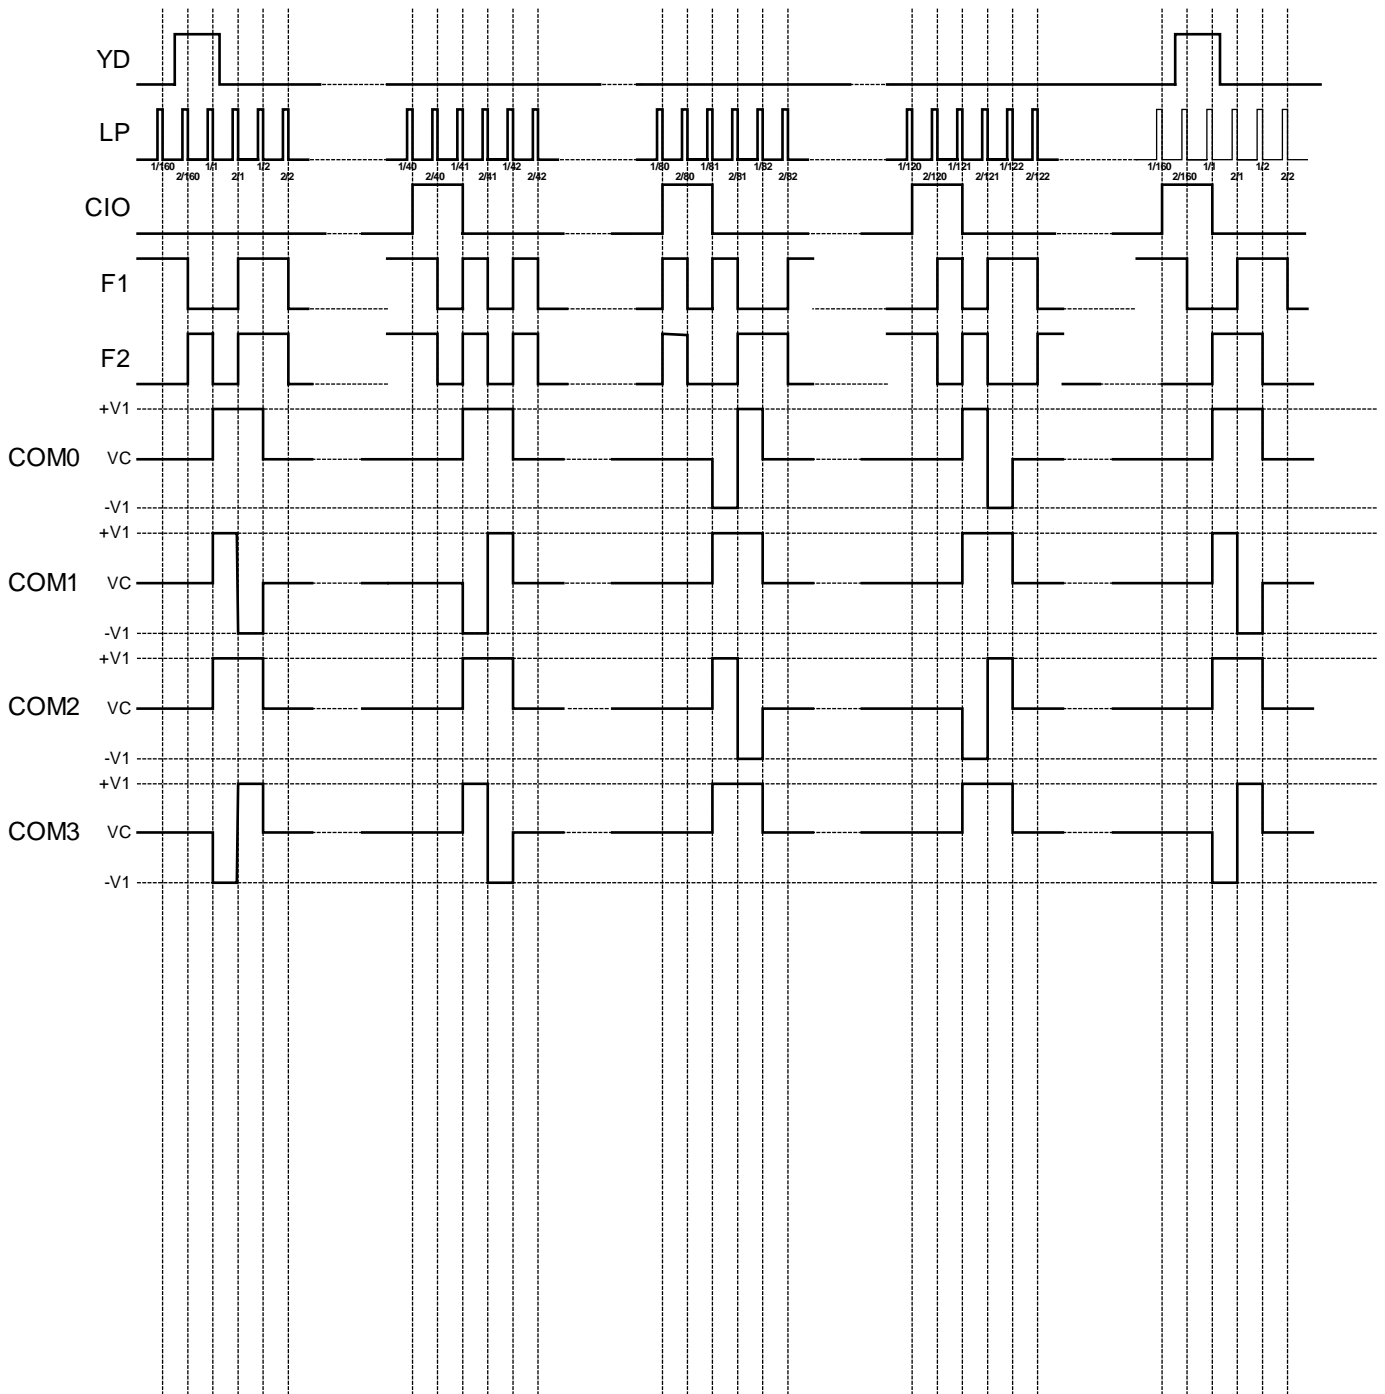 YD
LP
1/160 1/1 1/2 1/40 1/41 1/42 1/80 1/81 1/82 1/120 1/121 1/122 1/160 1/1 1/2
2/160 2/1 2/2 2/40 2/41 2/42 2/80 2/81 2/82 2/120 2/121 2/122 2/160 2/1 2/2
CIO
F1
F2
+V1
COM0 VC
-V1
+V1
COM1 VC
-V1
+V1
COM2 VC
-V1
+V1
COM3 VC
-V1